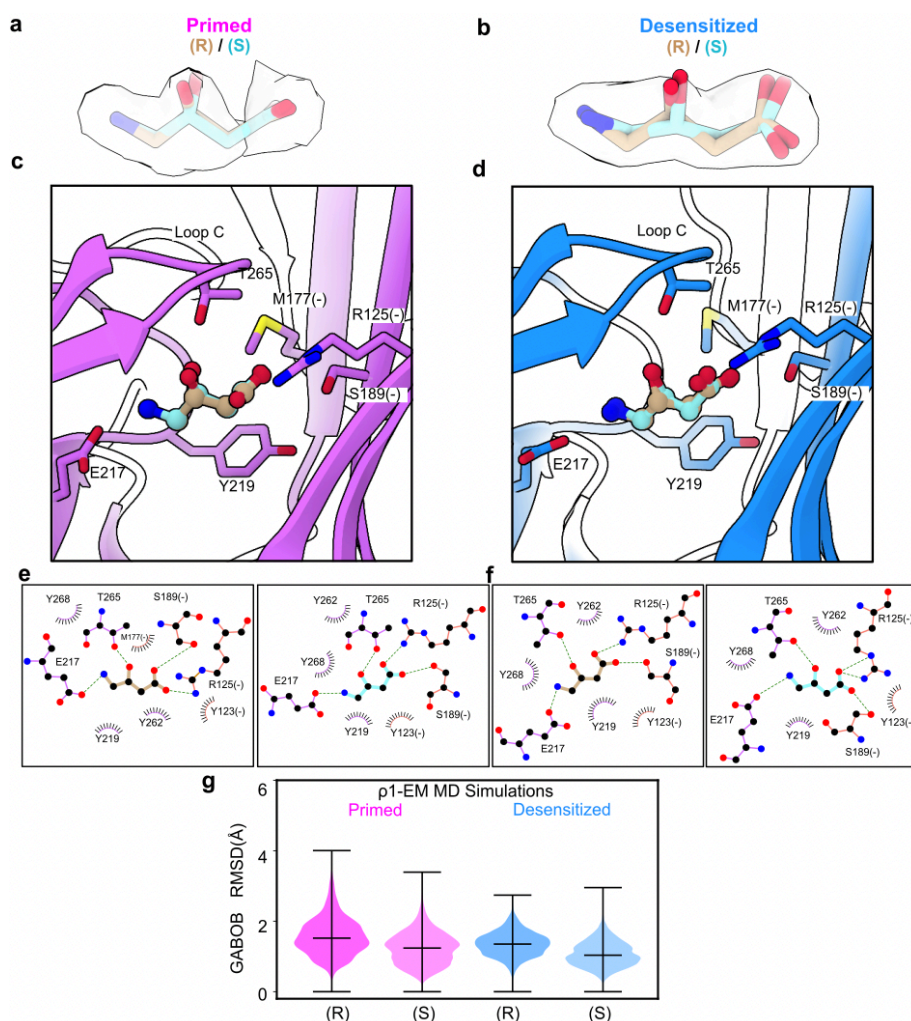 a
Primed
(R) / (S)
b
Desensitized
(R) / (S)
c
Loop C
T265
M177(-)
R125(-)
S189(-)
E217
Y219
d
Loop C
T265
M177(-)
R125(-)
S189(-)
E217
Y219
e
Y268
T265
S189(-)
M177(-)
E217
R125(-)
Y262
Y123(-)
Y219
Y262
T265
R125(-)
Y268
E217
Y219
Y123(-)
S189(-)
f
T265
Y262
R125(-)
Y268
S189(-)
Y219
Y123(-)
E217
T265
Y262
R125(-)
Y268
E217
Y219
Y123(-)
S189(-)
g
ρ1-EM MD Simulations
Primed
Desensitized
GABOB RMSD(Å)
6
4
2
0
(R)
(S)
(R)
(S)